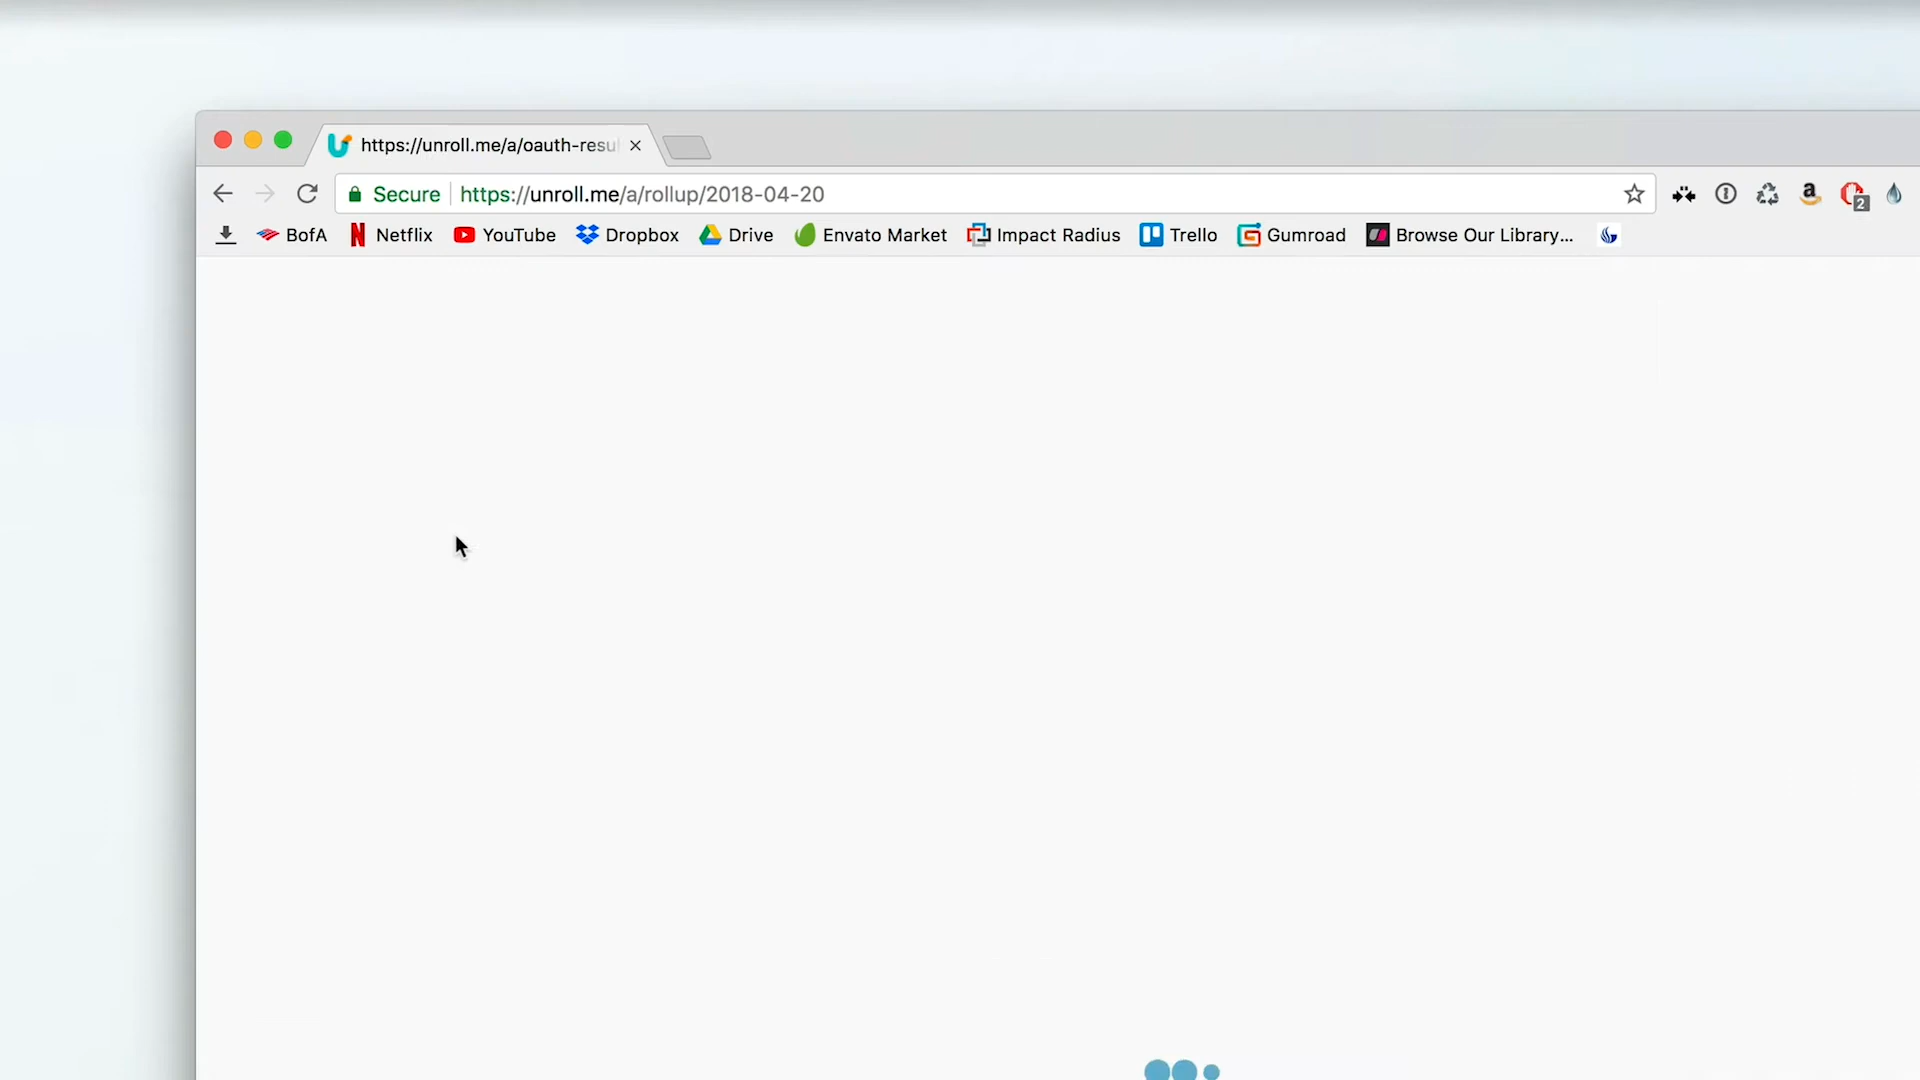 https://unroll.me/a/oauth-resu
Secure https://unroll.me/a/rollup/2018-04-20
a 2
BofA Netflix YouTube Dropbox Drive Envato Market Impact Radius Trello Gumroad Browse Our Library...